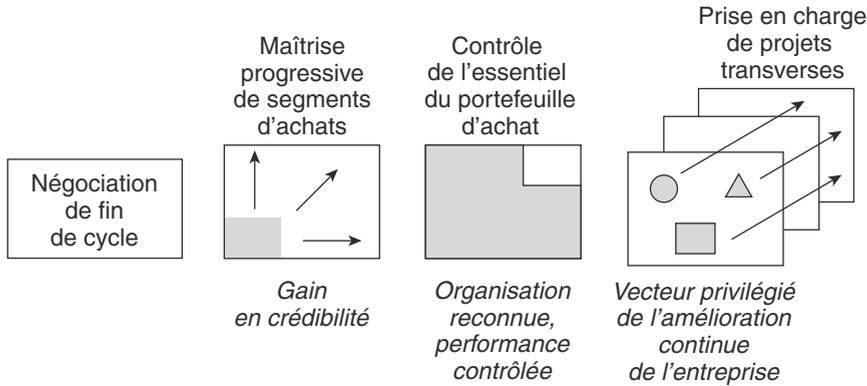 Négociation
de fin
de cycle
Maîtrise
progressive
de segments
d'achats
Gain
en crédibilité
Contrôle
de l'essentiel
du portefeuille
d'achat
Organisation
reconnue,
performance
contrôlée
Prise en charge
de projets
transverses
Vecteur privilégié
de l'amélioration
continue
de l'entreprise